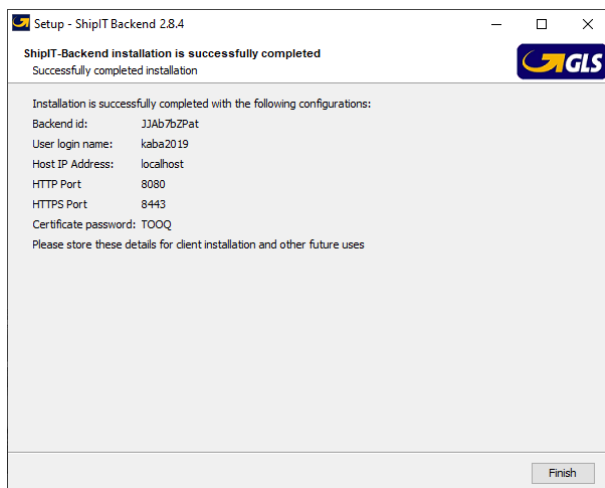 Setup - ShipIT Backend 2.8.4
ShipIT-Backend installation is successfully completed
Successfully completed installation
GLS
Installation is successfully completed with the following configurations:
Backend id: JJAb7bZPat
User login name: kaba2019
Host IP Address: localhost
HTTP Port 8080
HTTPS Port 8443
Certificate password: TOOQ
Please store these details for client installation and other future uses
Finish